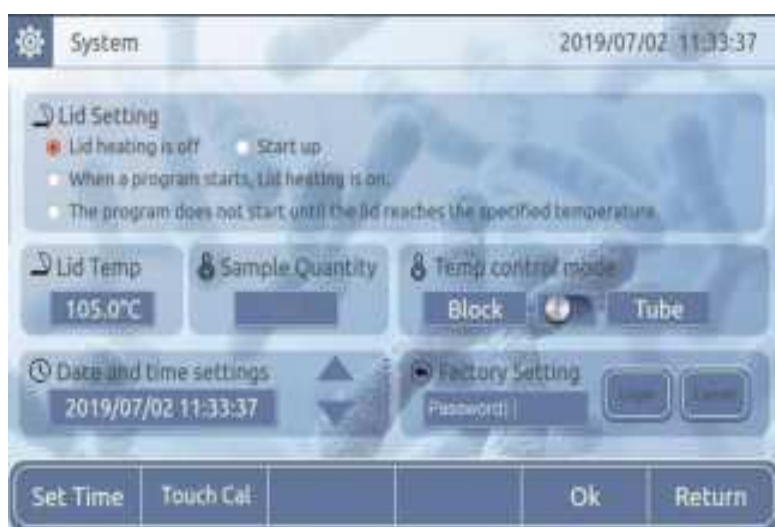 System 2019/07/02 11:33:37
Lid Setting
Lid heating is off Start up
When a program starts, Lid heating is on.
The program does not start until the lid reaches the specified temperature.
Lid Temp Sample Quantity Temp control mode
105.0°C Block Tube
Date and time settings Factory Setting
2019/07/02 11:33:37 Password:
Set Time Touch Cal Ok Return